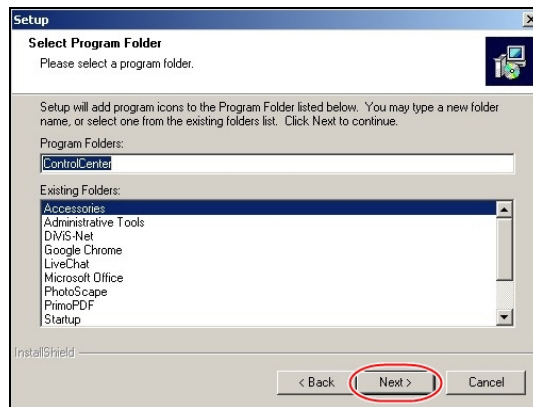 Setup
Select Program Folder
Please select a program folder.
Setup will add program icons to the Program Folder listed below. You may type a new folder
name, or select one from the existing folders list. Click Next to continue.
Program Folders:
ControlCenter
Existing Folders:
Accessories
Administrative Tools
DiViS-Net
Google Chrome
LiveChat
Microsoft Office
PhotoScape
PrimoPDF
Startup
InstallShield
< Back
Next >
Cancel